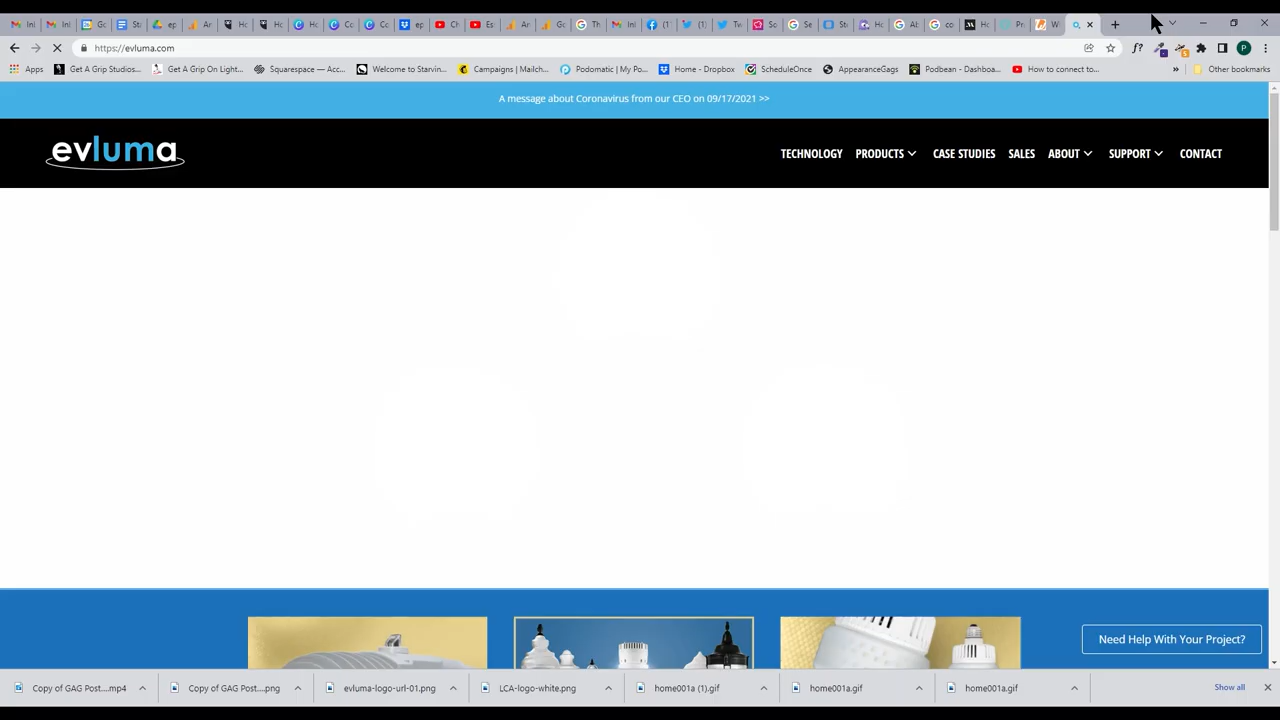 https://evluma.com
Apps Get A Grip Studios... Get A Grip On Light... Squarespace — Acc... Welcome to Starvin... Campaigns | Mailch... Podomatic | My Po... Home - Dropbox ScheduleOnce AppearanceGags Podbean - Dashboa... How to connect to... » Other bookmarks
A message about Coronavirus from our CEO on 09/17/2021 >>
evluma
TECHNOLOGY PRODUCTS CASE STUDIES SALES ABOUT SUPPORT CONTACT
Need Help With Your Project?
Copy of GAG Post....mp4 Copy of GAG Post....png evluma-logo-url-01.png LCA-logo-white.png home001a (1).gif home001a.gif home001a.gif Show all